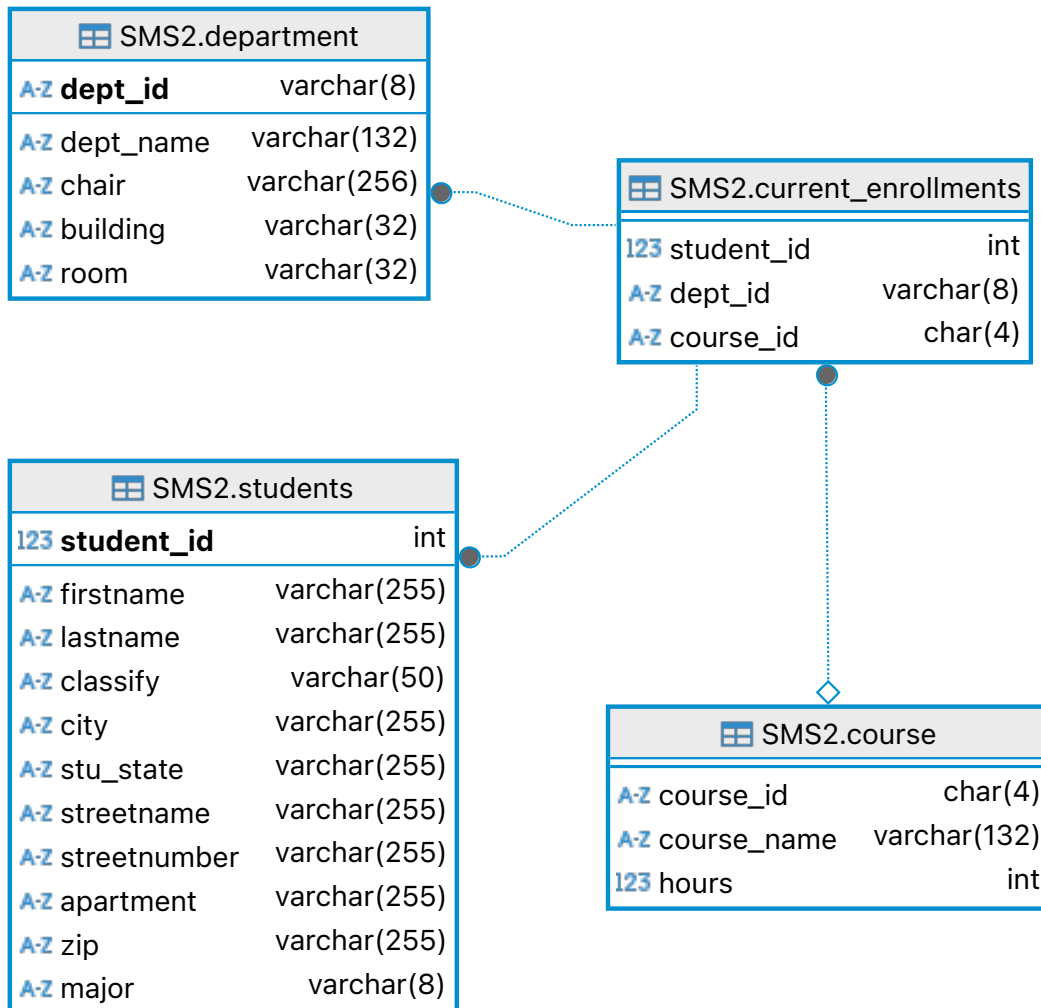 SMS2.department
A-Z dept_id varchar(8)
A-Z dept_name varchar(132)
A-Z chair varchar(256)
A-Z building varchar(32)
A-Z room varchar(32)
SMS2.current_enrollments
123 student_id int
A-Z dept_id varchar(8)
A-Z course_id char(4)
SMS2.students
123 student_id int
A-Z firstname varchar(255)
A-Z lastname varchar(255)
A-Z classify varchar(50)
A-Z city varchar(255)
A-Z stu_state varchar(255)
A-Z streetname varchar(255)
A-Z streetnumber varchar(255)
A-Z apartment varchar(255)
A-Z zip varchar(255)
A-Z major varchar(8)
SMS2.course
A-Z course_id char(4)
A-Z course_name varchar(132)
123 hours int